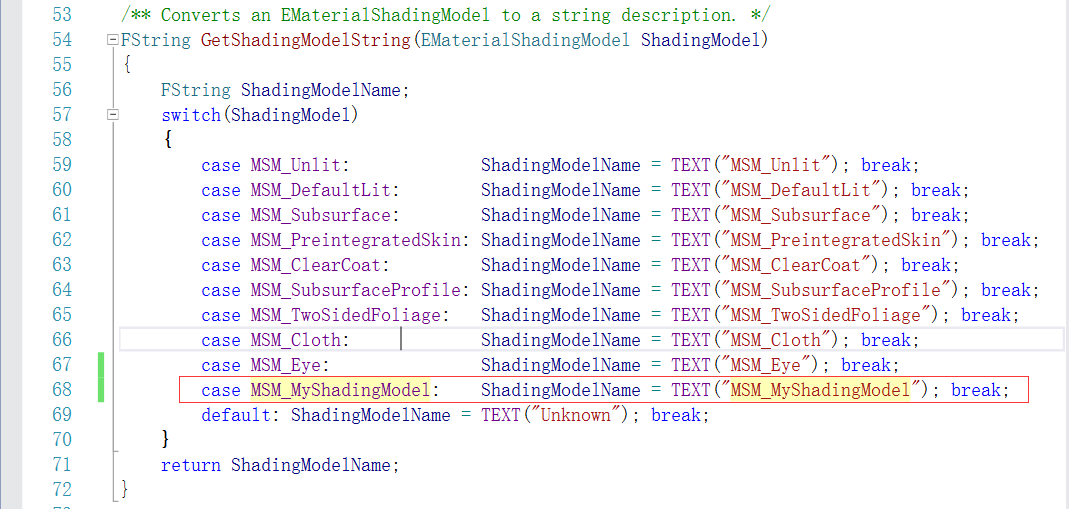 53 /** Converts an EMaterialShadingModel to a string description. */
54 FString GetShadingModelString(EMaterialShadingModel ShadingModel)
55 {
56 FString ShadingModelName;
57 switch(ShadingModel)
58 {
59 case MSM_Unlit: ShadingModelName = TEXT("MSM_Unlit"); break;
60 case MSM_DefaultLit: ShadingModelName = TEXT("MSM_DefaultLit"); break;
61 case MSM_Subsurface: ShadingModelName = TEXT("MSM_Subsurface"); break;
62 case MSM_PreintegratedSkin: ShadingModelName = TEXT("MSM_PreintegratedSkin"); break;
63 case MSM_ClearCoat: ShadingModelName = TEXT("MSM_ClearCoat"); break;
64 case MSM_SubsurfaceProfile: ShadingModelName = TEXT("MSM_SubsurfaceProfile"); break;
65 case MSM_TwoSidedFoliage: ShadingModelName = TEXT("MSM_TwoSidedFoliage"); break;
66 case MSM_Cloth: ShadingModelName = TEXT("MSM_Cloth"); break;
67 case MSM_Eye: ShadingModelName = TEXT("MSM_Eye"); break;
68 case MSM_MyShadingModel: ShadingModelName = TEXT("MSM_MyShadingModel"); break;
69 default: ShadingModelName = TEXT("Unknown"); break;
70 }
71 return ShadingModelName;
72 }